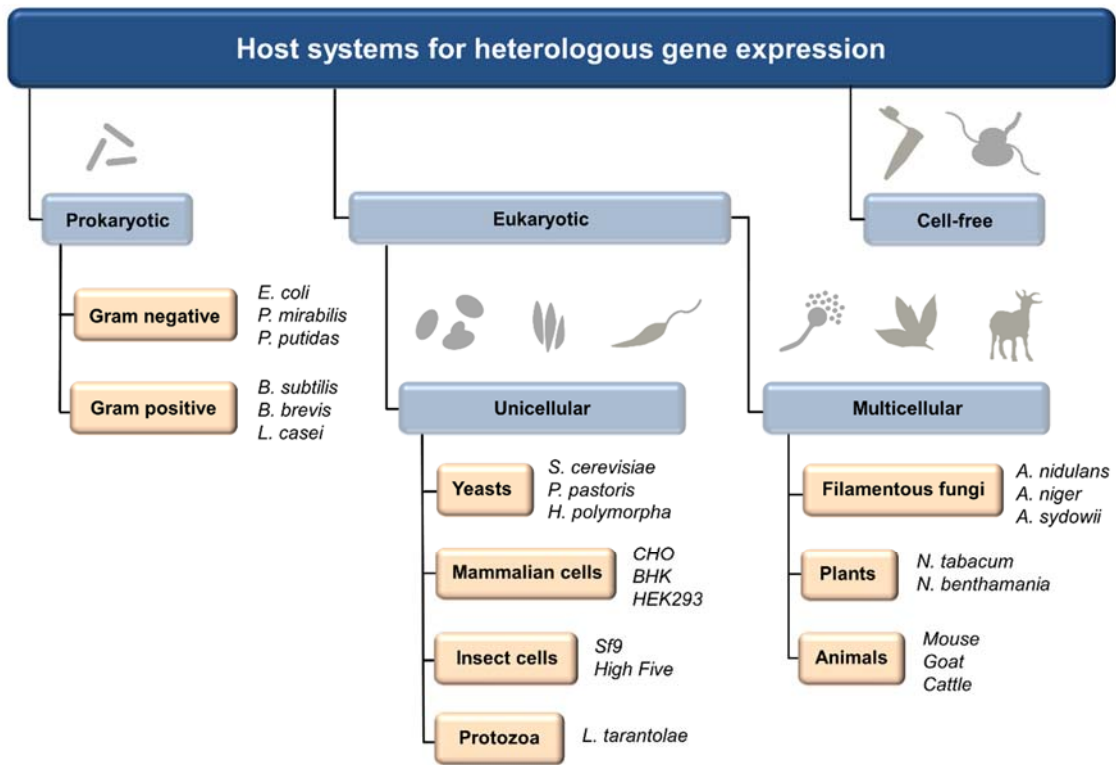 Host systems for heterologous gene expression
Prokaryotic
Eukaryotic
Cell-free
Gram negative
E. coli
P. mirabilis
P. putidas
Gram positive
B. subtilis
B. brevis
L. casei
Unicellular
Multicellular
Yeasts
S. cerevisiae
P. pastoris
H. polymorpha
Mammalian cells
CHO
BHK
HEK293
Insect cells
Sf9
High Five
Protozoa
L. tarantolae
Filamentous fungi
A. nidulans
A. niger
A. sydowii
Plants
N. tabacum
N. benthamania
Animals
Mouse
Goat
Cattle